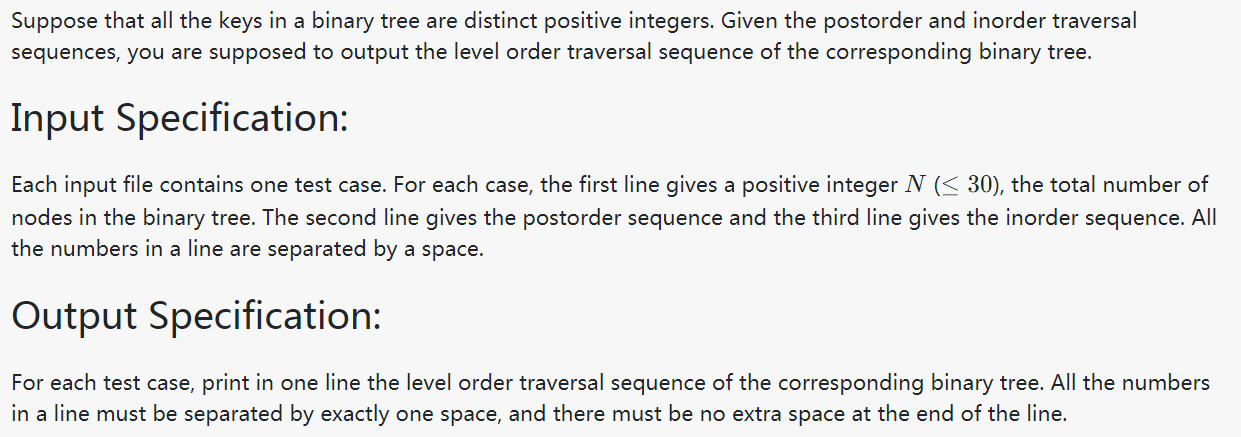 Suppose that all the keys in a binary tree are distinct positive integers. Given the postorder and inorder traversal
sequences, you are supposed to output the level order traversal sequence of the corresponding binary tree.
Input Specification:
Each input file contains one test case. For each case, the first line gives a positive integer N (≤ 30), the total number of
nodes in the binary tree. The second line gives the postorder sequence and the third line gives the inorder sequence. All
the numbers in a line are separated by a space.
Output Specification:
For each test case, print in one line the level order traversal sequence of the corresponding binary tree. All the numbers
in a line must be separated by exactly one space, and there must be no extra space at the end of the line.